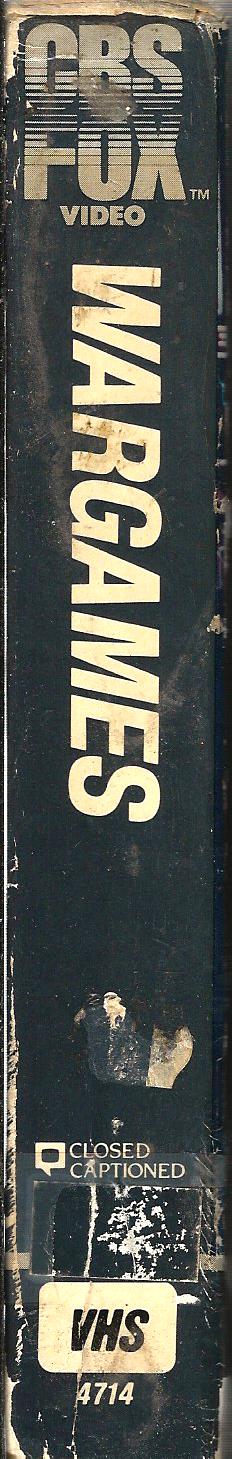 CBS
FOX
TM
VIDEO
WARGAMES
CLOSED
CAPTIONED
VHS
4714